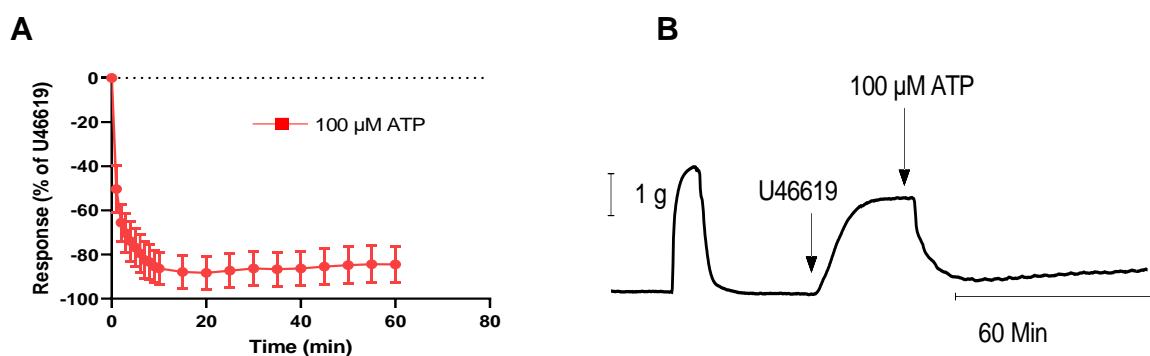 A
Response (% of U46619)
0
-20
-40
-60
-80
-100
0 20 40 60 80
Time (min)
100 μM ATP
B
100 μM ATP
U46619
1 g
60 Min